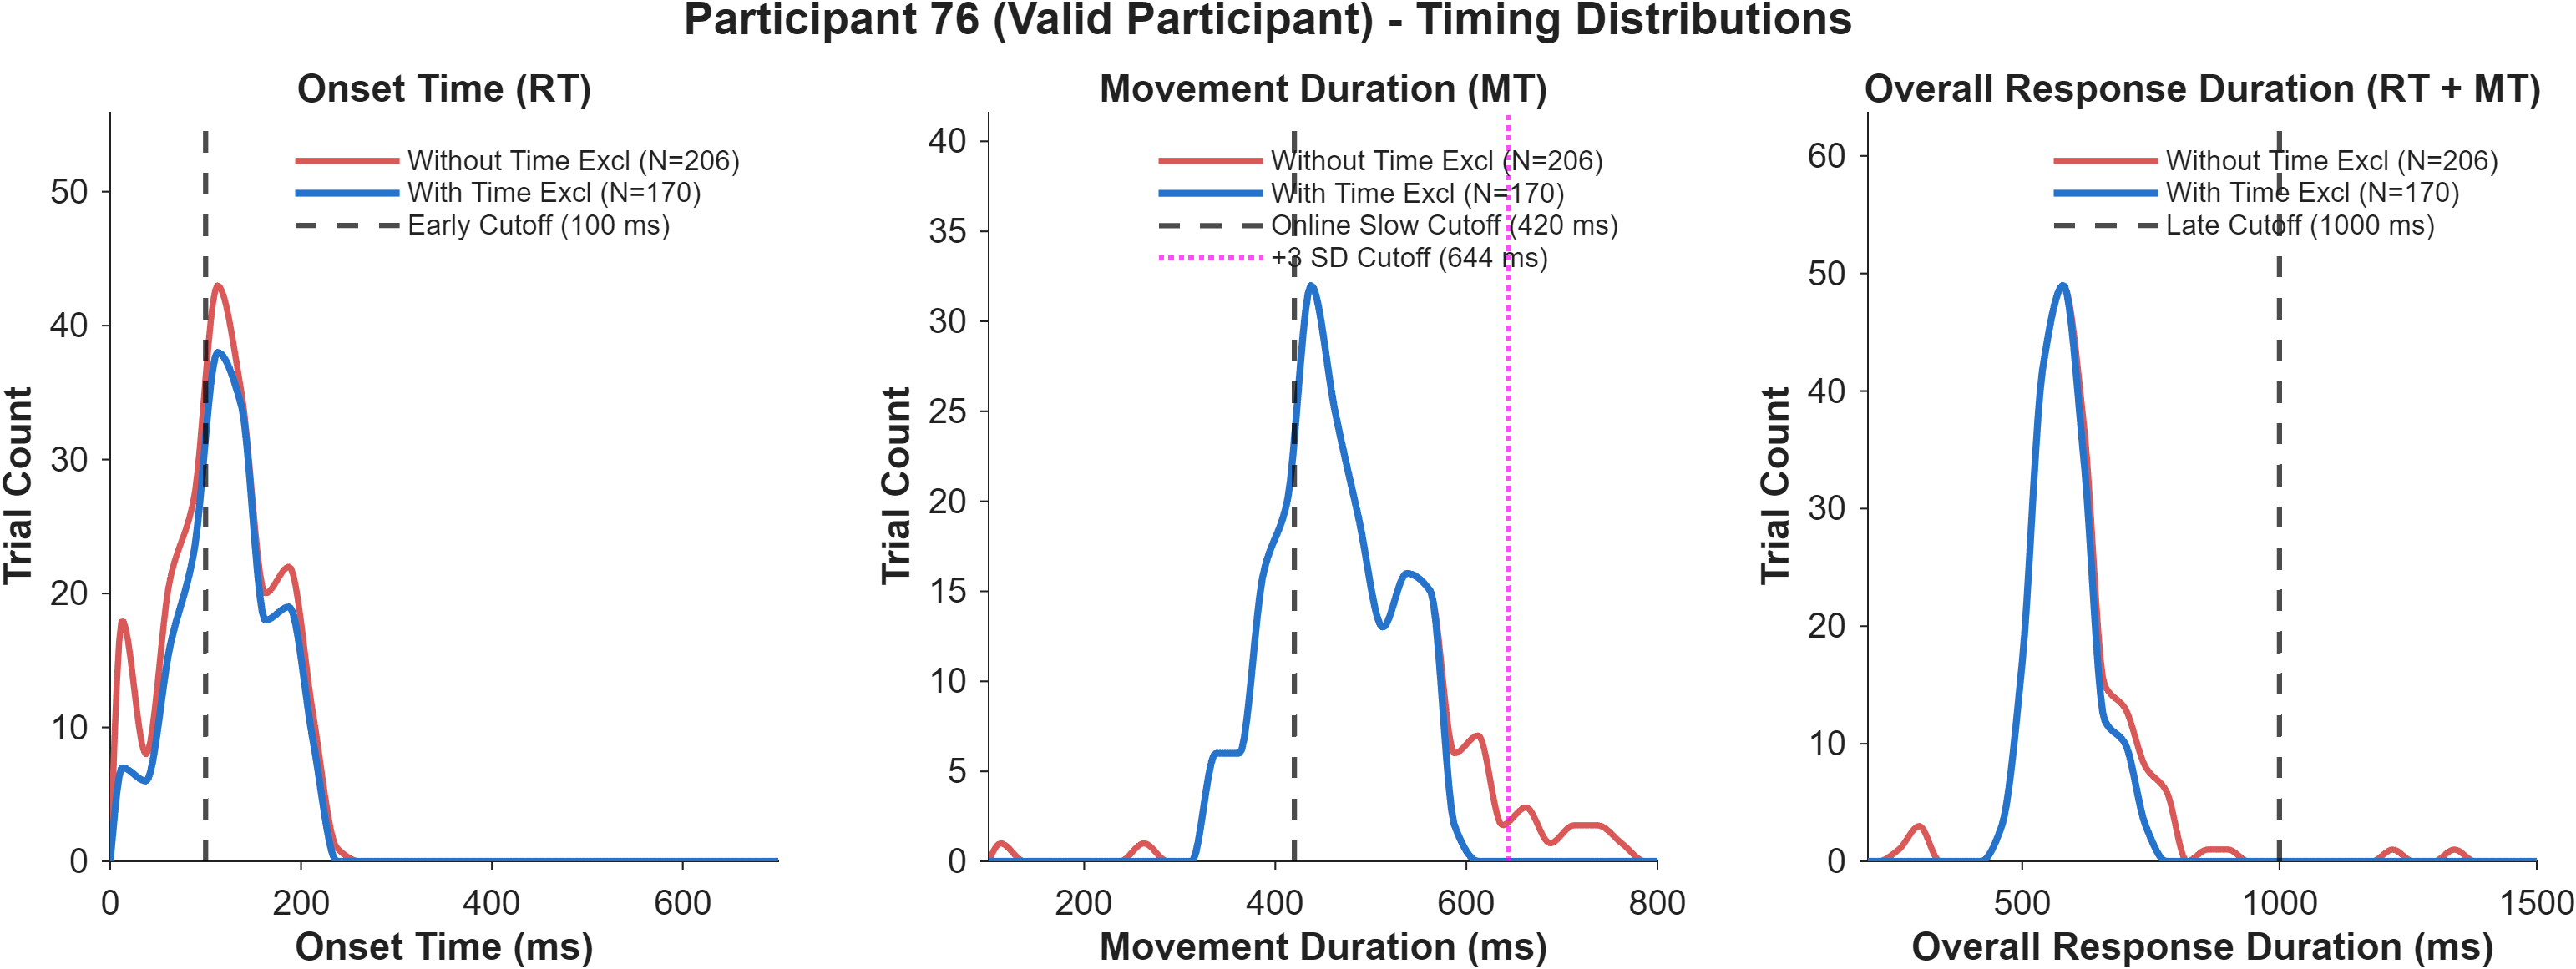 Participant 76 (Valid Participant) - Timing Distributions
Onset Time (RT)
Without Time Excl (N=206)
With Time Excl (N=170)
Early Cutoff (100 ms)
50
40
30
20
10
0
Trial Count
0 200 400 600
Onset Time (ms)
Movement Duration (MT)
Without Time Excl (N=206)
With Time Excl (N=170)
Online Slow Cutoff (420 ms)
+3 SD Cutoff (644 ms)
40
35
30
25
20
15
10
5
0
Trial Count
200 400 600 800
Movement Duration (ms)
Overall Response Duration (RT + MT)
Without Time Excl (N=206)
With Time Excl (N=170)
Late Cutoff (1000 ms)
60
50
40
30
20
10
0
Trial Count
500 1000 1500
Overall Response Duration (ms)